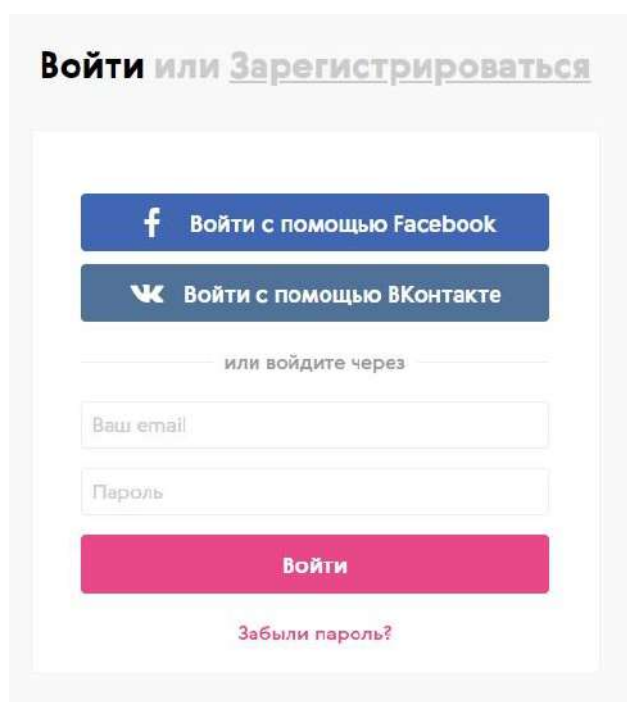 Войти или Зарегистрироваться
Войти с помощью Facebook
Войти с помощью ВКонтакте
или войдите через
Ваш email
Пароль
Войти
Забыли пароль?